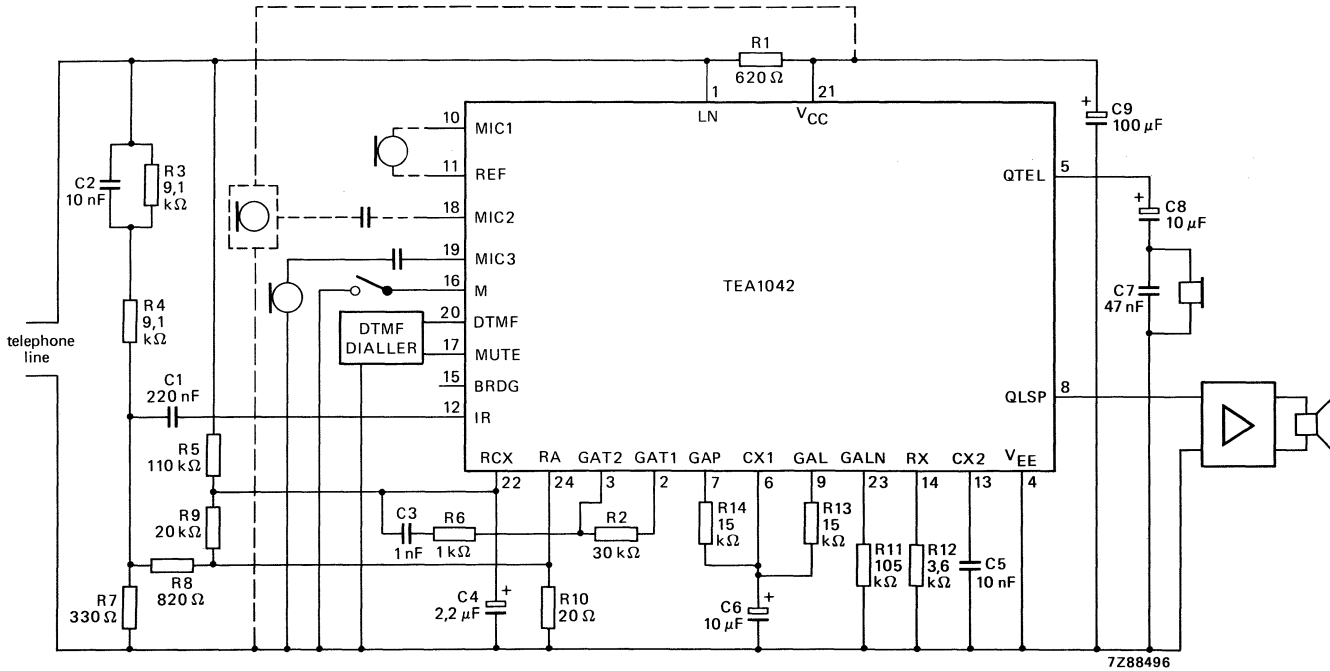 R1
620 Ω
1
LN
21
VCC
10
MIC1
11
REF
18
MIC2
19
MIC3
16
M
20
DTMF
17
MUTE
15
BRDG
12
IR
TEA1042
5
QTEL
8
QLSP
+
C9
100 µF
+
C8
10 µF
C7
47 nF
C2
10 nF
R3
9,1
kΩ
R4
9,1
kΩ
telephone
line
C1
220 nF
DTMF
DIALLER
R5
110 kΩ
RCX
22
RA
24
GAT2
3
GAT1
2
GAP
7
CX1
6
GAL
9
GALN
23
RX
14
CX2
13
VEE
4
R9
20 kΩ
C3
1 nF
R6
1 kΩ
R2
30 kΩ
R14
15
kΩ
R13
15
kΩ
R11
105
kΩ
R12
3,6
kΩ
C5
10 nF
R8
820 Ω
R7
330 Ω
C4
2,2 µF
+
R10
20 Ω
C6
10 µF
+
7Z88496